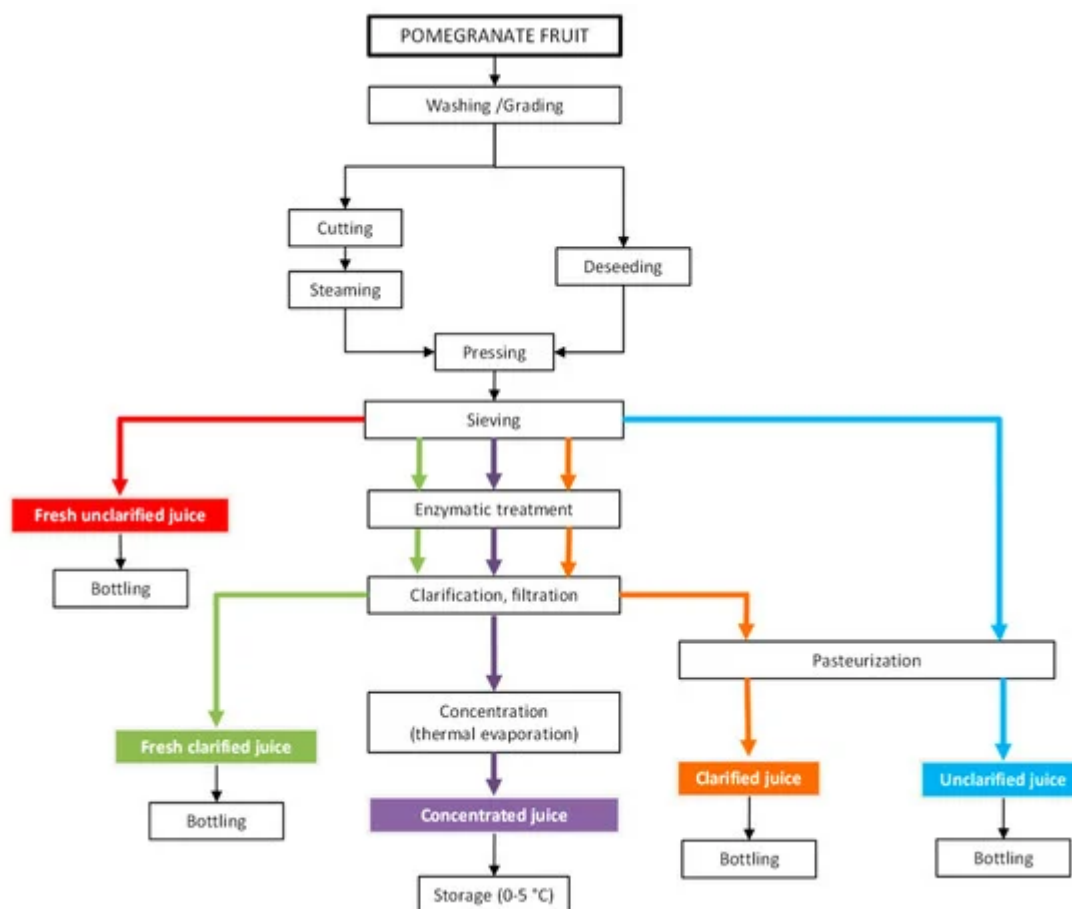 POMEGRANATE FRUIT
Washing /Grading
Cutting
Deseeding
Steaming
Pressing
Sieving
Enzymatic treatment
Fresh unclarified juice
Bottling
Clarification, filtration
Pasteurization
Concentration
(thermal evaporation)
Fresh clarified juice
Clarified juice
Unclarified juice
Concentrated juice
Bottling
Bottling
Bottling
Storage (0-5 °C)